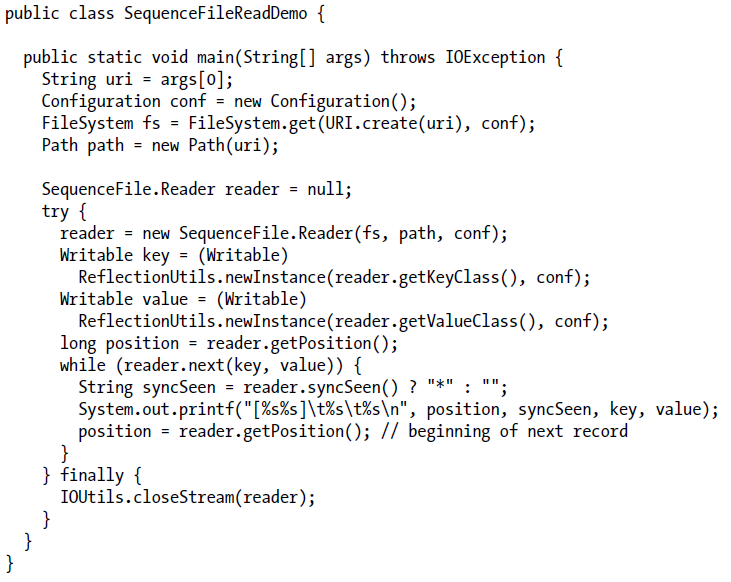 public class SequenceFileReadDemo {
public static void main(String[] args) throws IOException {
String uri = args[0];
Configuration conf = new Configuration();
FileSystem fs = FileSystem.get(URI.create(uri), conf);
Path path = new Path(uri);
SequenceFile.Reader reader = null;
try {
reader = new SequenceFile.Reader(fs, path, conf);
Writable key = (Writable)
ReflectionUtils.newInstance(reader.getKeyClass(), conf);
Writable value = (Writable)
ReflectionUtils.newInstance(reader.getValueClass(), conf);
long position = reader.getPosition();
while (reader.next(key, value)) {
String syncSeen = reader.syncSeen() ? "*" : "";
System.out.printf("[%s%s]\t%s\t%s\n", position, syncSeen, key, value);
position = reader.getPosition(); // beginning of next record
}
} finally {
IOUtils.closeStream(reader);
}
}
}